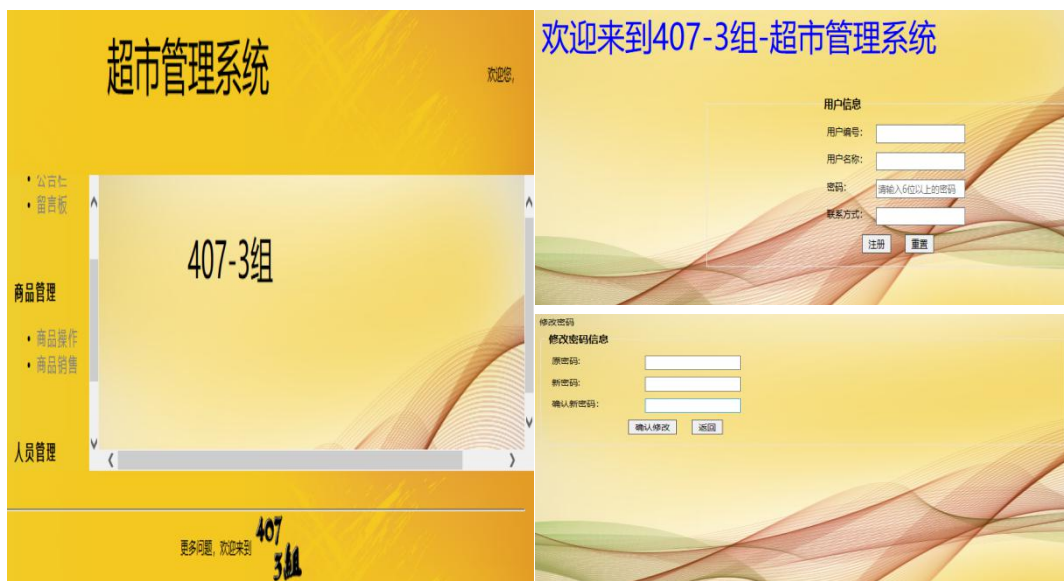 超市管理系统
欢迎您,
公告栏
留言板
商品管理
商品操作
商品销售
人员管理
407-3组
更多问题，欢迎来到
407
3组
欢迎来到407-3组-超市管理系统
用户信息
用户编号:
用户名称:
密码: 请输入6位以上的密码
联系方式:
注册 重置
修改密码
修改密码信息
原密码:
新密码:
确认新密码:
确认修改 返回